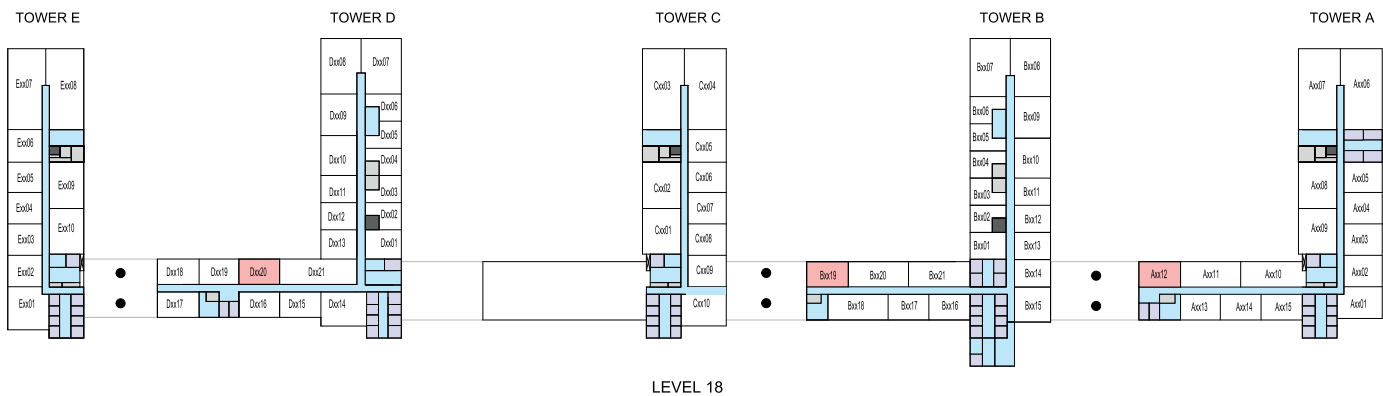 TOWER E
TOWER D
TOWER C
TOWER B
TOWER A
Exx07
Exx08
Exx06
Exx05
Exx09
Exx04
Exx10
Exx03
Exx02
Exx01
Dxx08
Dxx07
Dxx09
Dxx06
Dxx05
Dxx10
Dxx04
Dxx11
Dxx03
Dxx12
Dxx02
Dxx13
Dxx01
Dxx18
Dxx19
Dxx20
Dxx21
Dxx17
Dxx16
Dxx15
Dxx14
Cxx03
Cxx04
Cxx05
Cxx02
Cxx06
Cxx07
Cxx01
Cxx08
Cxx09
Cxx10
Bxx07
Bxx08
Bxx06
Bxx09
Bxx05
Bxx04
Bxx10
Bxx03
Bxx11
Bxx02
Bxx12
Bxx01
Bxx13
Bxx19
Bxx20
Bxx21
Bxx14
Bxx18
Bxx17
Bxx16
Bxx15
Axx07
Axx06
Axx08
Axx05
Axx04
Axx09
Axx03
Axx12
Axx11
Axx10
Axx02
Axx13
Axx14
Axx15
Axx01
LEVEL 18